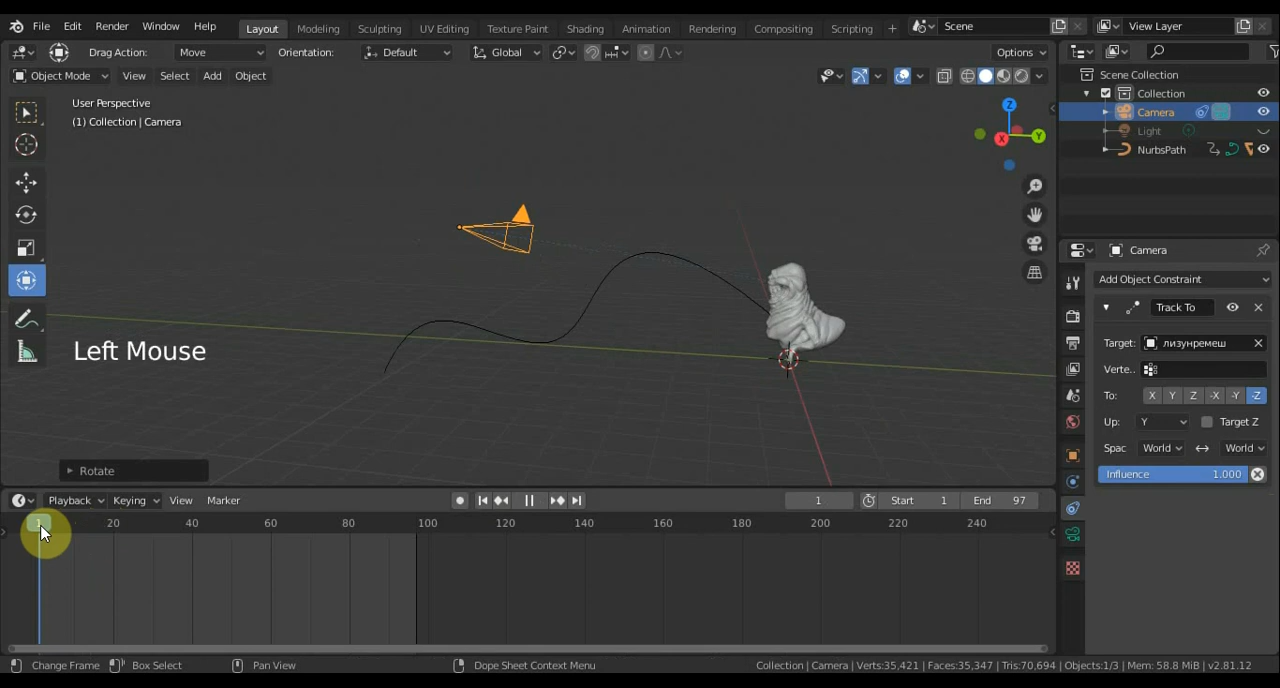 File Edit Render Window Help Layout Modeling Sculpting UV Editing Texture Paint Shading Animation Rendering Compositing Scripting + Scene View Layer
Drag Action: Move Orientation: Default Global Options
Object Mode View Select Add Object
User Perspective
(1) Collection | Camera
Z
Y
X
Scene Collection
Collection
Camera
Light
NurbsPath
Camera
Add Object Constraint
Track To
Target: лизунремеш
Verte..
To: X Y Z -X -Y -Z
Up: Y Target Z
Spac World World
Influence 1.000
Left Mouse
Rotate
Playback Keying View Marker 1 Start 1 End 97
1 20 40 60 80 100 120 140 160 180 200 220 240
Change Frame Box Select Pan View Dope Sheet Context Menu Collection | Camera | Verts:35,421 | Faces:35,347 | Tris:70,694 | Objects:1/3 | Mem: 58.8 MiB | v2.81.12